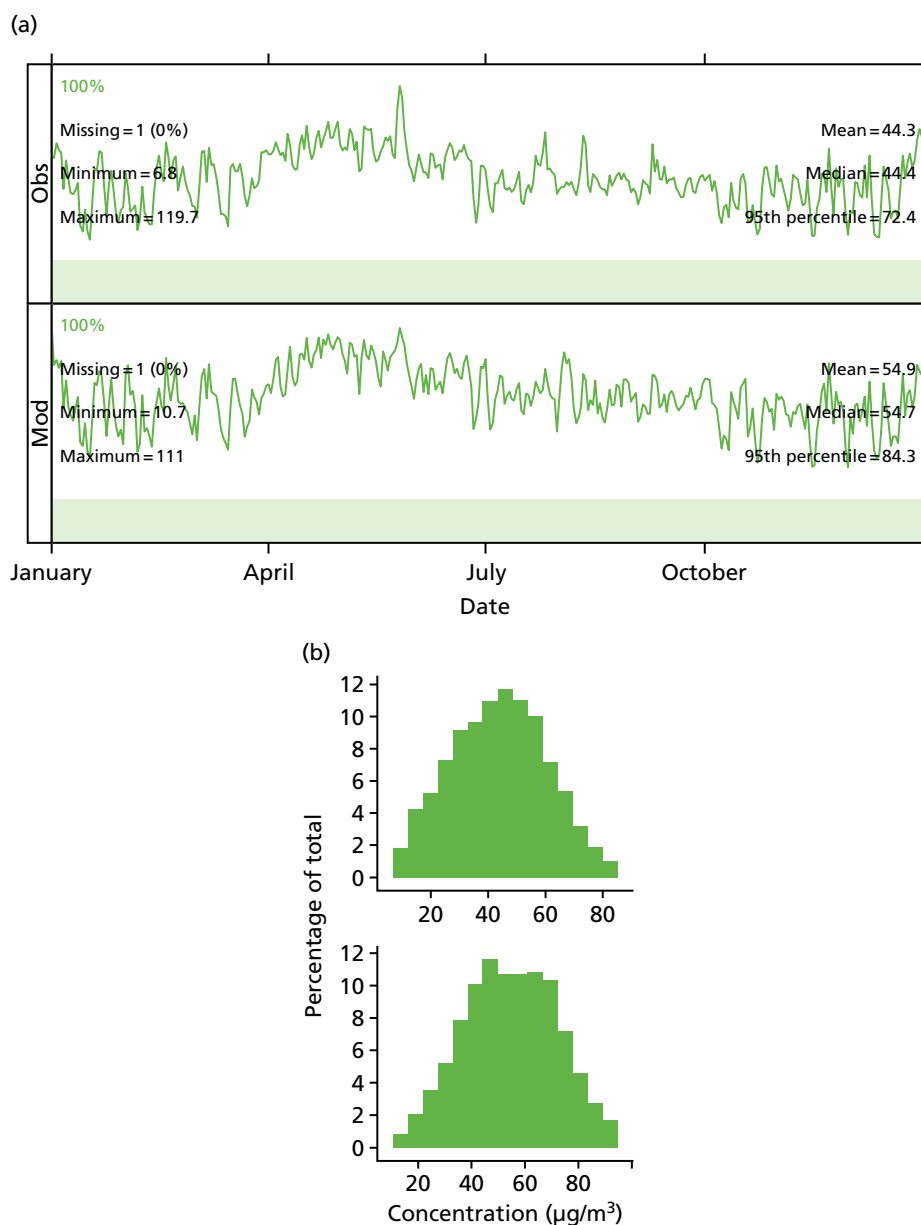 (a)
Obs
100%
Missing = 1 (0%)
Minimum = 6.8
Maximum = 119.7
Mean = 44.3
Median = 44.4
95th percentile = 72.4
Mod
100%
Missing = 1 (0%)
Minimum = 10.7
Maximum = 111
Mean = 54.9
Median = 54.7
95th percentile = 84.3
January April July October
Date
(b)
Percentage of total
12
10
8
6
4
2
0
20 40 60 80
12
10
8
6
4
2
0
20 40 60 80
Concentration (μg/m³)